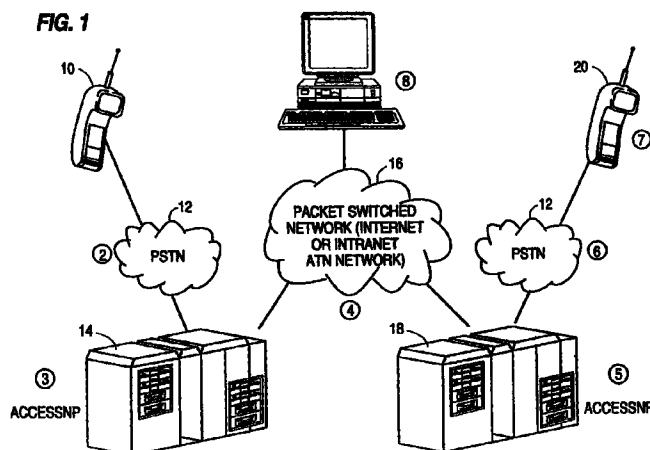 FIG. 1
10
⑧
20
⑦
16
PACKET SWITCHED
NETWORK (INTERNET
OR INTRANET
ATN NETWORK)
④
12
②
PSTN
12
PSTN
⑥
14
③
ACCESSNP
18
⑤
ACCESSNP